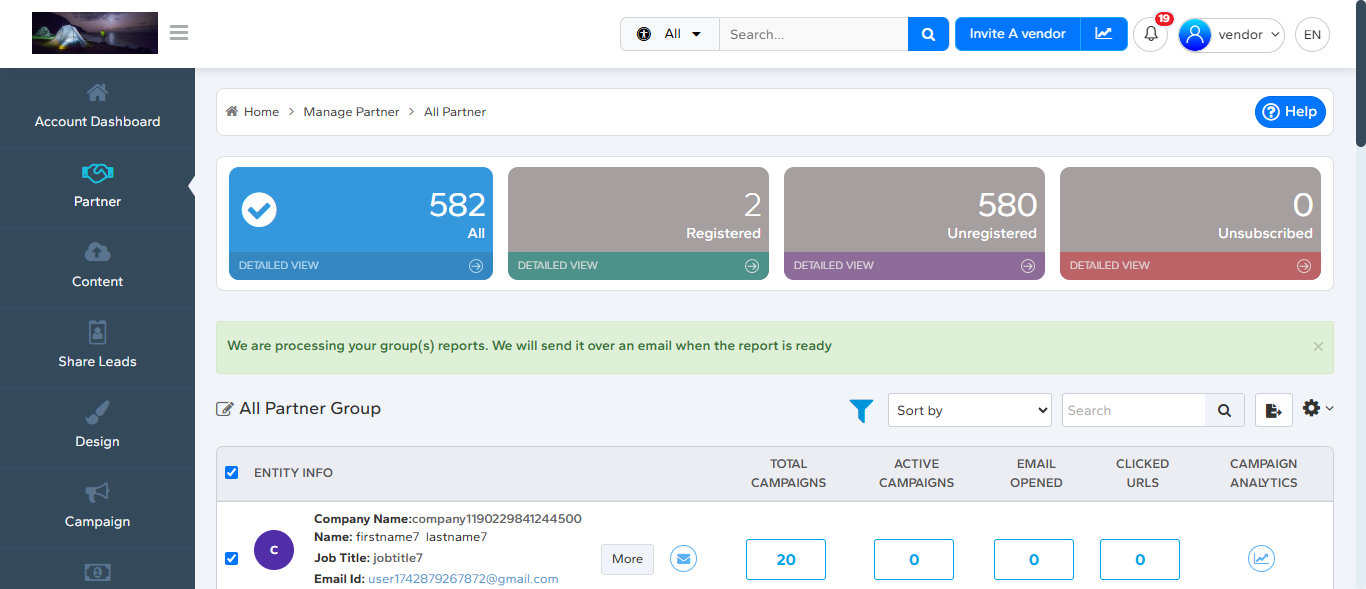 All
Search...
Invite A vendor
19
vendor
EN
Account Dashboard
Partner
Content
Share Leads
Design
Campaign
Home > Manage Partner > All Partner
Help
582
All
DETAILED VIEW
2
Registered
DETAILED VIEW
580
Unregistered
DETAILED VIEW
0
Unsubscribed
DETAILED VIEW
We are processing your group(s) reports. We will send it over an email when the report is ready
×
All Partner Group
Sort by
Search
ENTITY INFO
TOTAL CAMPAIGNS
ACTIVE CAMPAIGNS
EMAIL OPENED
CLICKED URLS
CAMPAIGN ANALYTICS
C
Company Name:company1190229841244500
Name: firstname7 lastname7
Job Title: jobtitle7
Email Id: user1742879267872@gmail.com
More
20
0
0
0